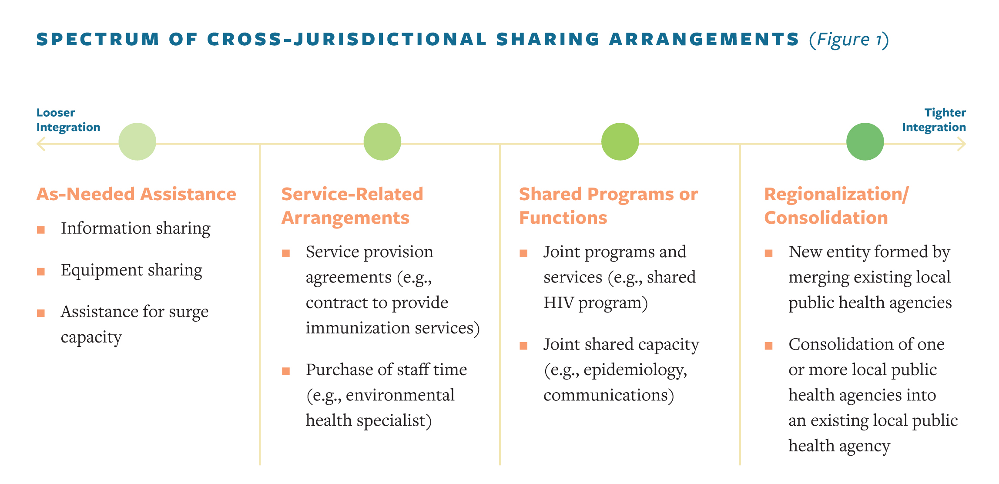 SPECTRUM OF CROSS-JURISDICTIONAL SHARING ARRANGEMENTS (Figure 1)
Looser
Integration
Tighter
Integration
As-Needed Assistance
■ Information sharing
■ Equipment sharing
■ Assistance for surge
capacity
Service-Related
Arrangements
■ Service provision
agreements (e.g.,
contract to provide
immunization services)
■ Purchase of staff time
(e.g., environmental
health specialist)
Shared Programs or
Functions
■ Joint programs and
services (e.g., shared
HIV program)
■ Joint shared capacity
(e.g., epidemiology,
communications)
Regionalization/
Consolidation
■ New entity formed by
merging existing local
public health agencies
■ Consolidation of one
or more local public
health agencies into
an existing local public
health agency